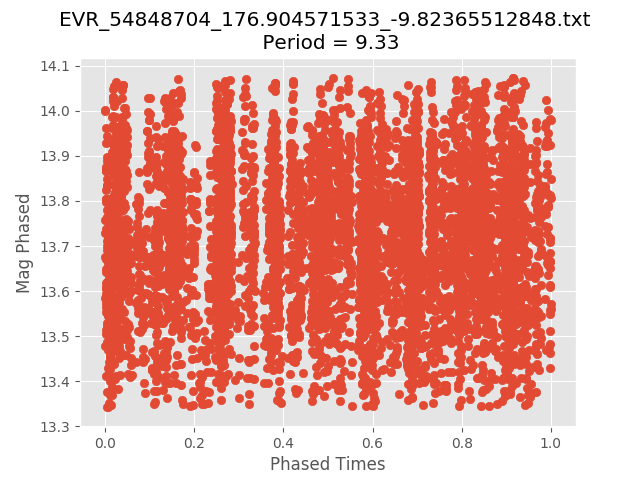 EVR_54848704_176.904571533_-9.82365512848.txt
Period = 9.33
14.1
14.0
13.9
13.8
13.7
13.6
13.5
13.4
13.3
Mag Phased
0.0 0.2 0.4 0.6 0.8 1.0
Phased Times